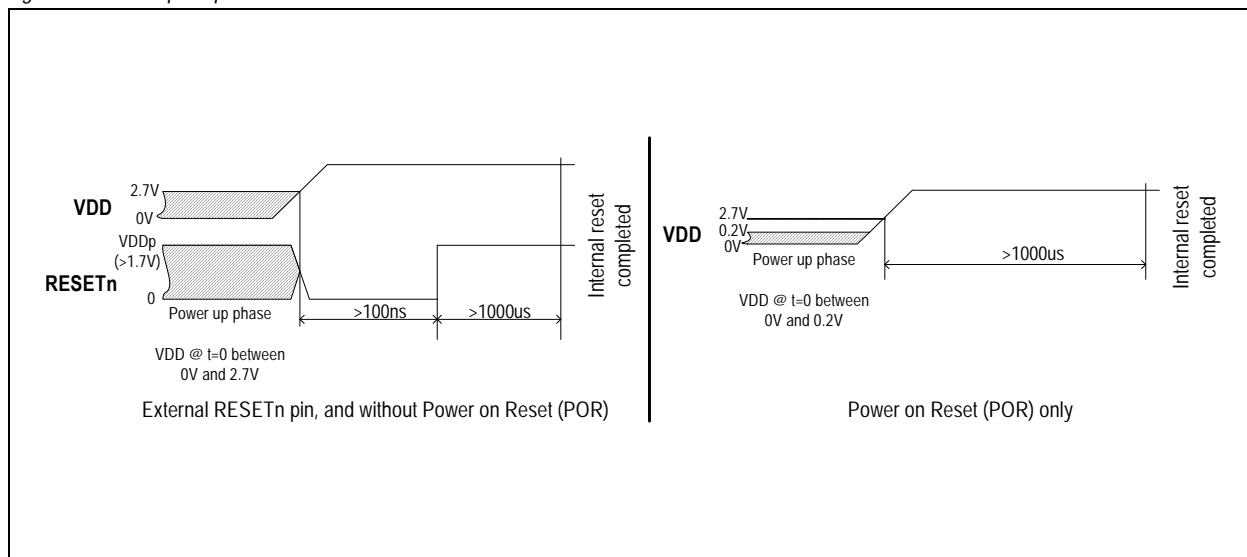 2.7V
VDD
0V
VDDp
(>1.7V)
RESETn
0
Power up phase
>100ns
>1000us
Internal reset
completed
VDD @ t=0 between
0V and 2.7V
External RESETn pin, and without Power on Reset (POR)
2.7V
0.2V
VDD
0V
Power up phase
>1000us
Internal reset
completed
VDD @ t=0 between
0V and 0.2V
Power on Reset (POR) only